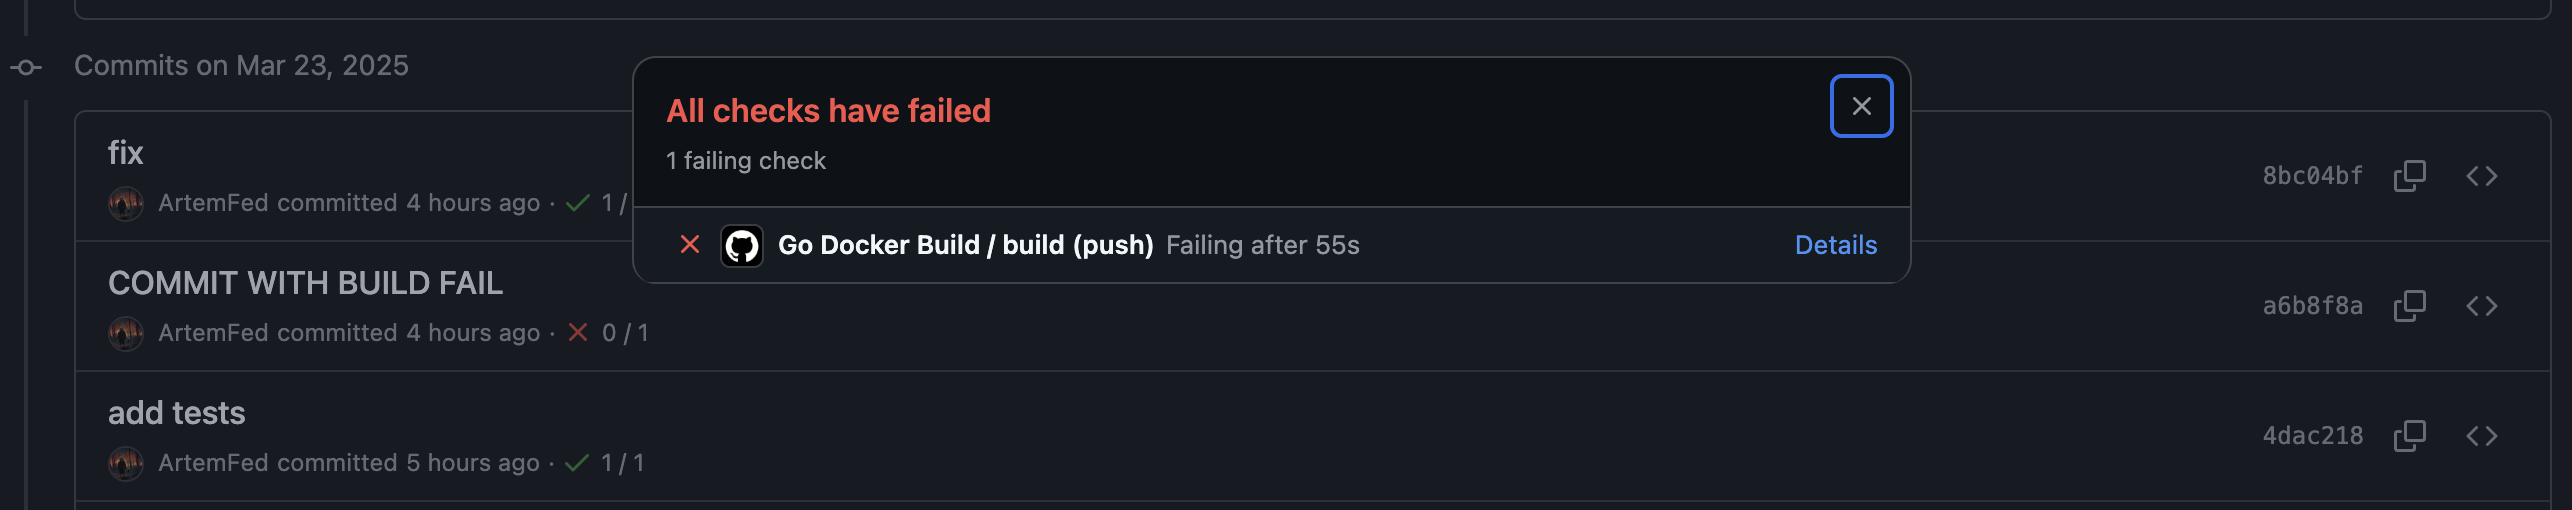 Commits on Mar 23, 2025
All checks have failed
1 failing check
Go Docker Build / build (push) Failing after 55s
Details
fix
ArtemFed committed 4 hours ago · 1 /
8bc04bf
COMMIT WITH BUILD FAIL
ArtemFed committed 4 hours ago · 0 / 1
a6b8f8a
add tests
ArtemFed committed 5 hours ago · 1 / 1
4dac218